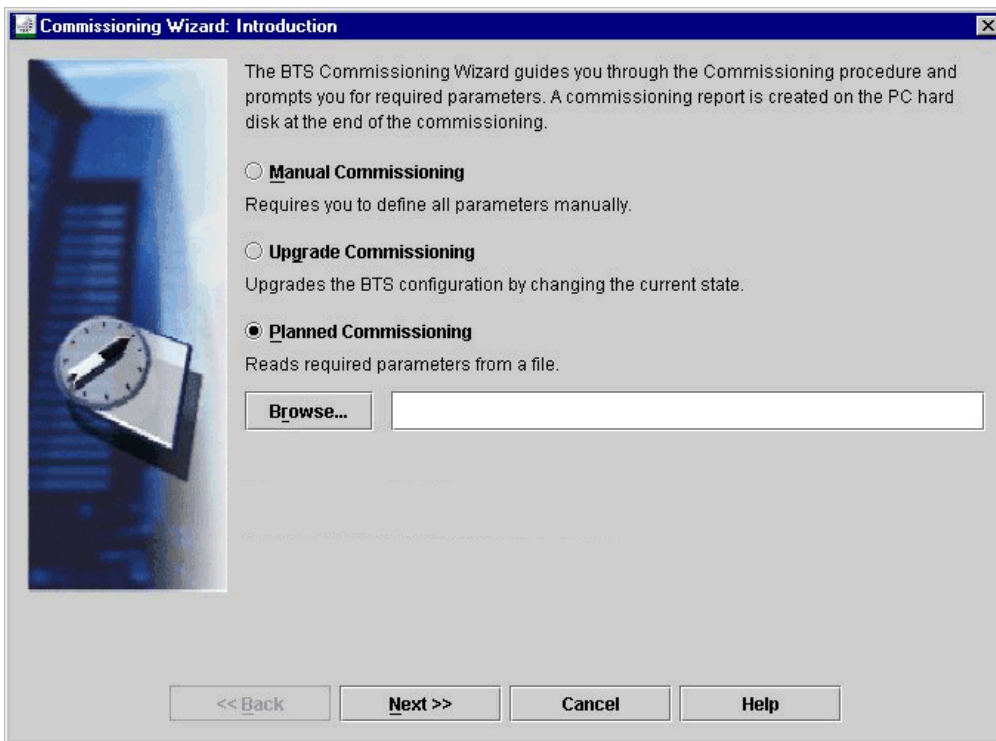 Commissioning Wizard: Introduction
The BTS Commissioning Wizard guides you through the Commissioning procedure and
prompts you for required parameters. A commissioning report is created on the PC hard
disk at the end of the commissioning.
Manual Commissioning
Requires you to define all parameters manually.
Upgrade Commissioning
Upgrades the BTS configuration by changing the current state.
Planned Commissioning
Reads required parameters from a file.
Browse...
<< Back
Next >>
Cancel
Help